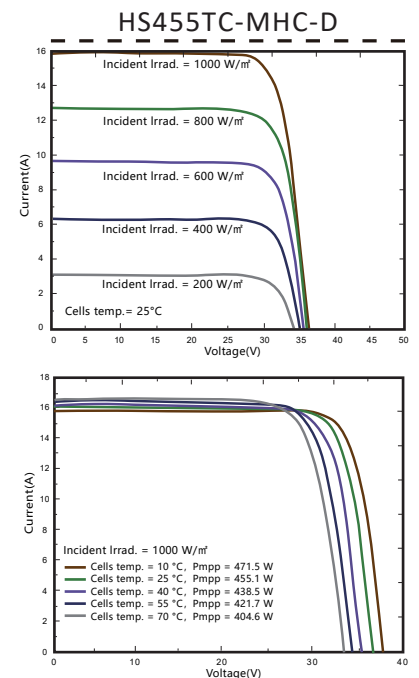 HS455TC-MHC-D
16
14
12
10
8
6
4
2
0
Current(A)
Incident Irrad. = 1000 W/㎡
Incident Irrad. = 800 W/㎡
Incident Irrad. = 600 W/㎡
Incident Irrad. = 400 W/㎡
Incident Irrad. = 200 W/㎡
Cells temp.= 25°C
0 5 10 15 20 25 30 35 40 45 50
Voltage(V)
18
16
14
12
10
8
6
4
2
0
Current(A)
Incident Irrad. = 1000 W/㎡
Cells temp. = 10 °C, Pmpp = 471.5 W
Cells temp. = 25 °C, Pmpp = 455.1 W
Cells temp. = 40 °C, Pmpp = 438.5 W
Cells temp. = 55 °C, Pmpp = 421.7 W
Cells temp. = 70 °C, Pmpp = 404.6 W
0 10 20 30 40
Voltage(V)